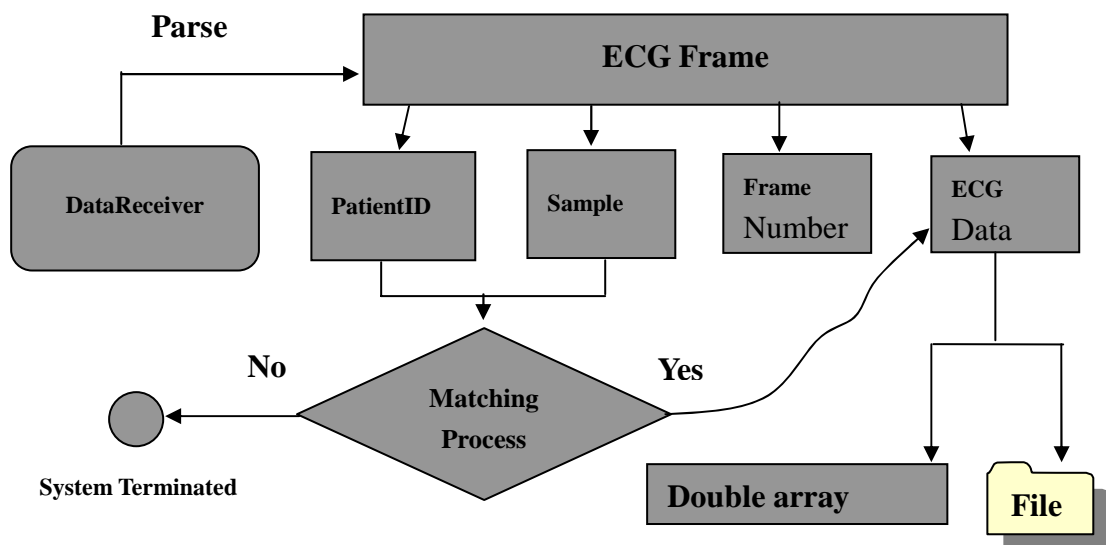 Parse
ECG Frame
DataReceiver
PatientID
Sample
Frame
Number
ECG
Data
No
Yes
Matching
Process
System Terminated
Double array
File